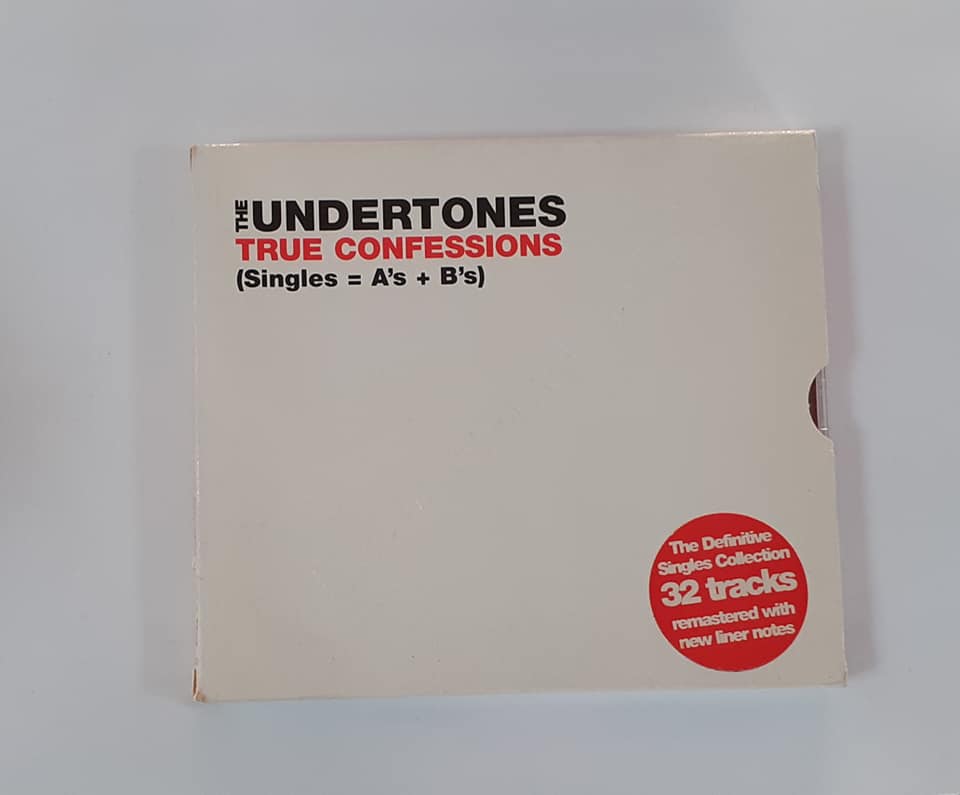 THE UNDERTONES
TRUE CONFESSIONS
(Singles = A's + B's)
The Definitive
Singles Collection
32 tracks
remastered with
new liner notes